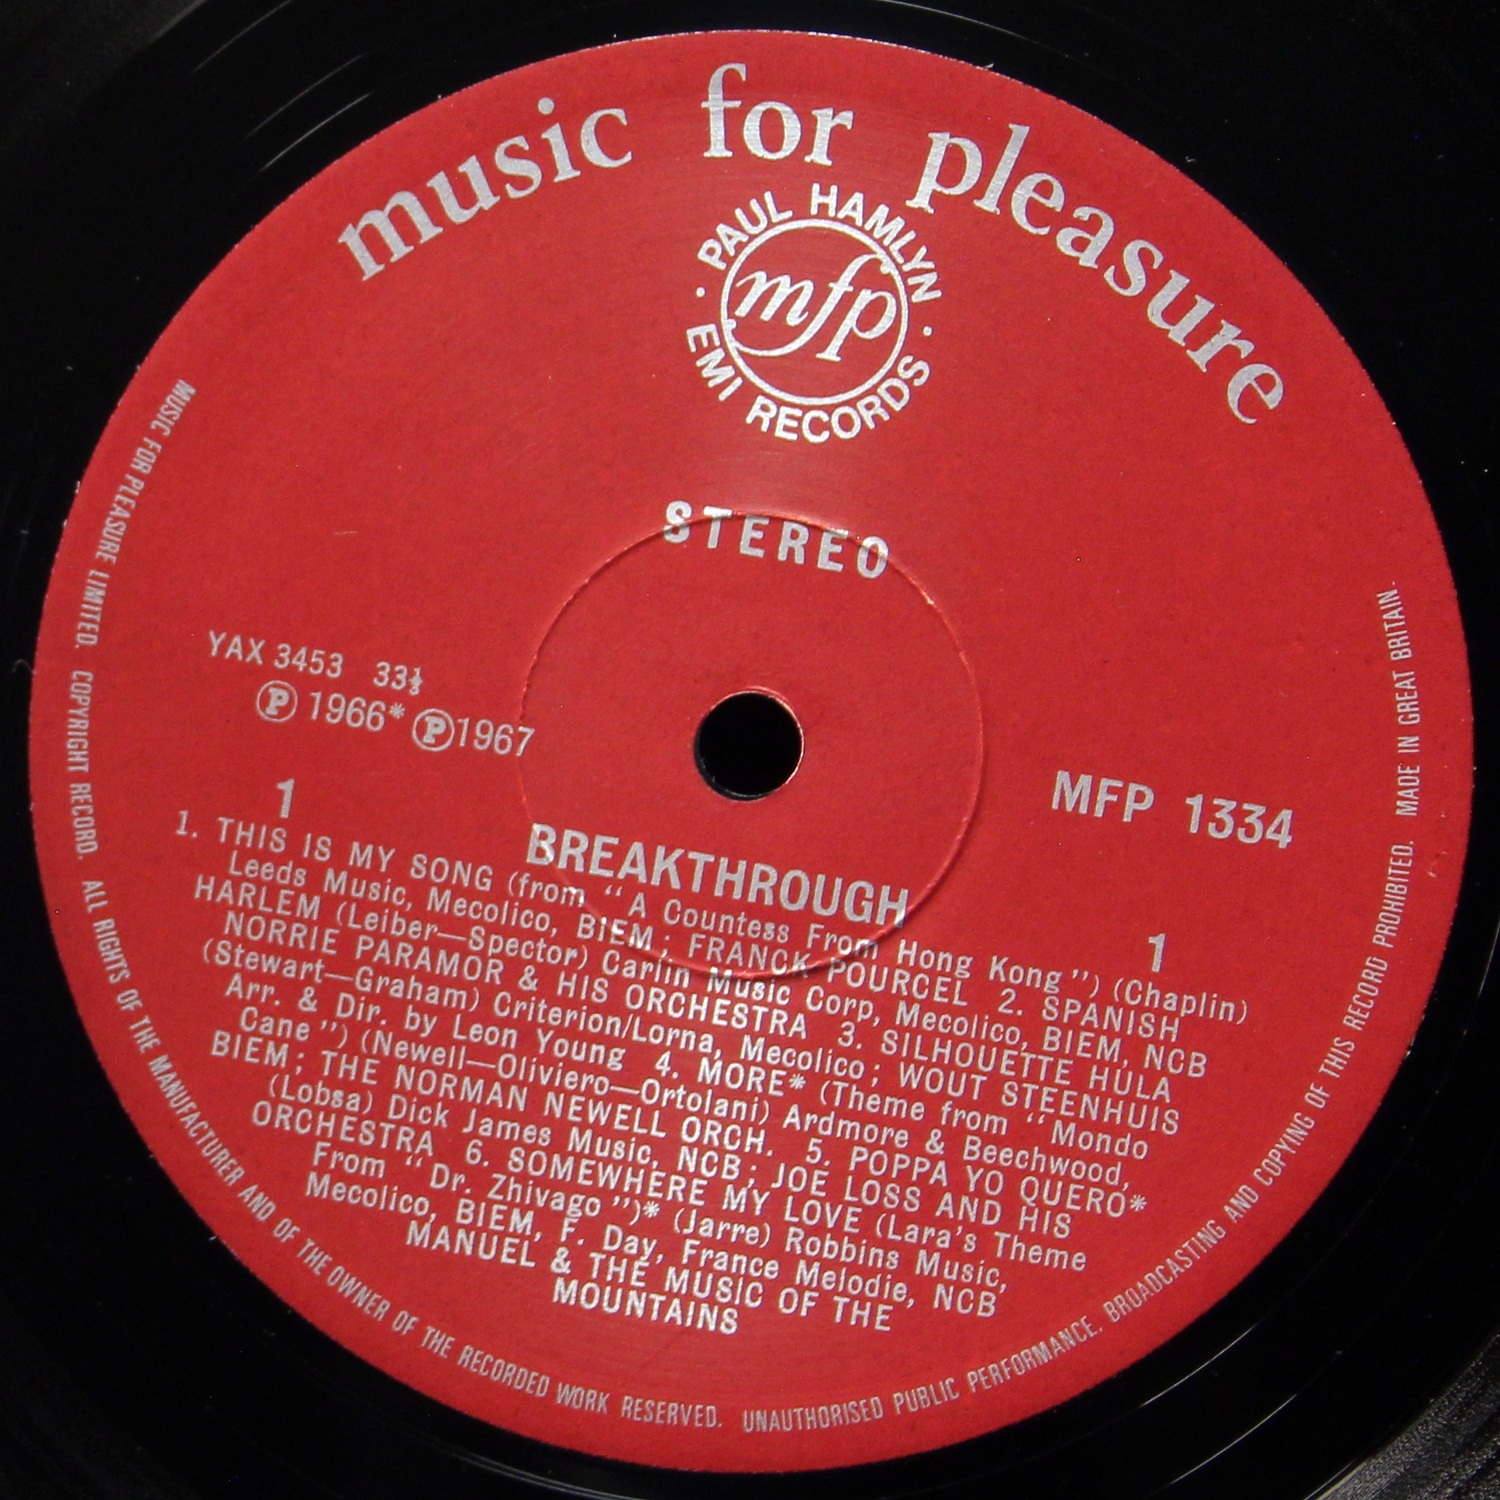 music for pleasure
PAUL HAMLYN
mfp
· EMI RECORDS ·
STEREO
YAX 3453 33⅓
Ⓟ 1966* Ⓟ1967
MFP 1334
1
1
BREAKTHROUGH
1. THIS IS MY SONG (from “A Countess From Hong Kong”) (Chaplin)
Leeds Music, Mecolico, BIEM; FRANCK POURCEL 2. SPANISH
HARLEM (Leiber—Spector) Carlin Music Corp, Mecolico, BIEM, NCB
NORRIE PARAMOR & HIS ORCHESTRA 3. SILHOUETTE HULA
(Stewart—Graham) Criterion/Lorna, Mecolico; WOUT STEENHUIS
Arr. & Dir. by Leon Young 4. MORE* (Theme from “Mondo
Cane”) (Newell—Oliviero—Ortolani) Ardmore & Beechwood,
BIEM; THE NORMAN NEWELL ORCH. 5. POPPA YO QUERO*
(Lobsa) Dick James Music, NCB; JOE LOSS AND HIS
ORCHESTRA 6. SOMEWHERE MY LOVE (Lara's Theme
From “Dr. Zhivago”)* (Jarre) Robbins Music,
Mecolico, BIEM, F. Day, France Melodie, NCB
MANUEL & THE MUSIC OF THE
MOUNTAINS
MUSIC FOR PLEASURE LIMITED. COPYRIGHT RECORD. ALL RIGHTS OF THE MANUFACTURER AND OF THE OWNER OF THE RECORDED WORK RESERVED. UNAUTHORISED PUBLIC PERFORMANCE, BROADCASTING AND COPYING OF THIS RECORD PROHIBITED. MADE IN GREAT BRITAIN.